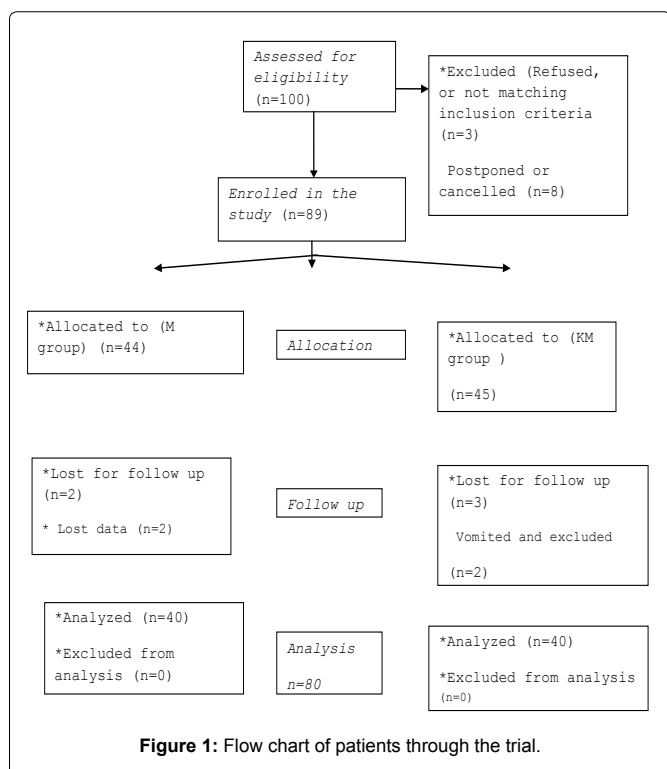 Assessed for
eligibility
(n=100)
*Excluded (Refused,
or not matching
inclusion criteria
(n=3)
Postponed or
cancelled (n=8)
Enrolled in the
study (n=89)
*Allocated to (M
group) (n=44)
Allocation
*Allocated to (KM
group )
(n=45)
*Lost for follow up
(n=2)
* Lost data (n=2)
Follow up
*Lost for follow up
(n=3)
Vomited and excluded
(n=2)
*Analyzed (n=40)
*Excluded from
analysis (n=0)
Analysis
n=80
*Analyzed (n=40)
*Excluded from analysis
(n=0)
Figure 1: Flow chart of patients through the trial.